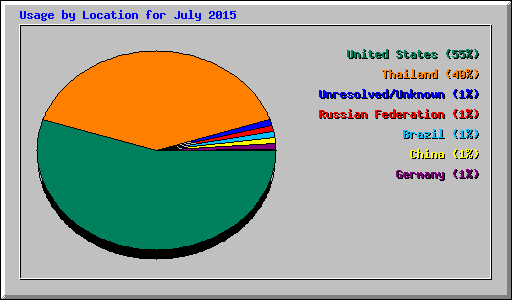 Usage by Location for July 2015
United States (55%)
Thailand (40%)
Unresolved/Unknown (1%)
Russian Federation (1%)
Brazil (1%)
China (1%)
Germany (1%)